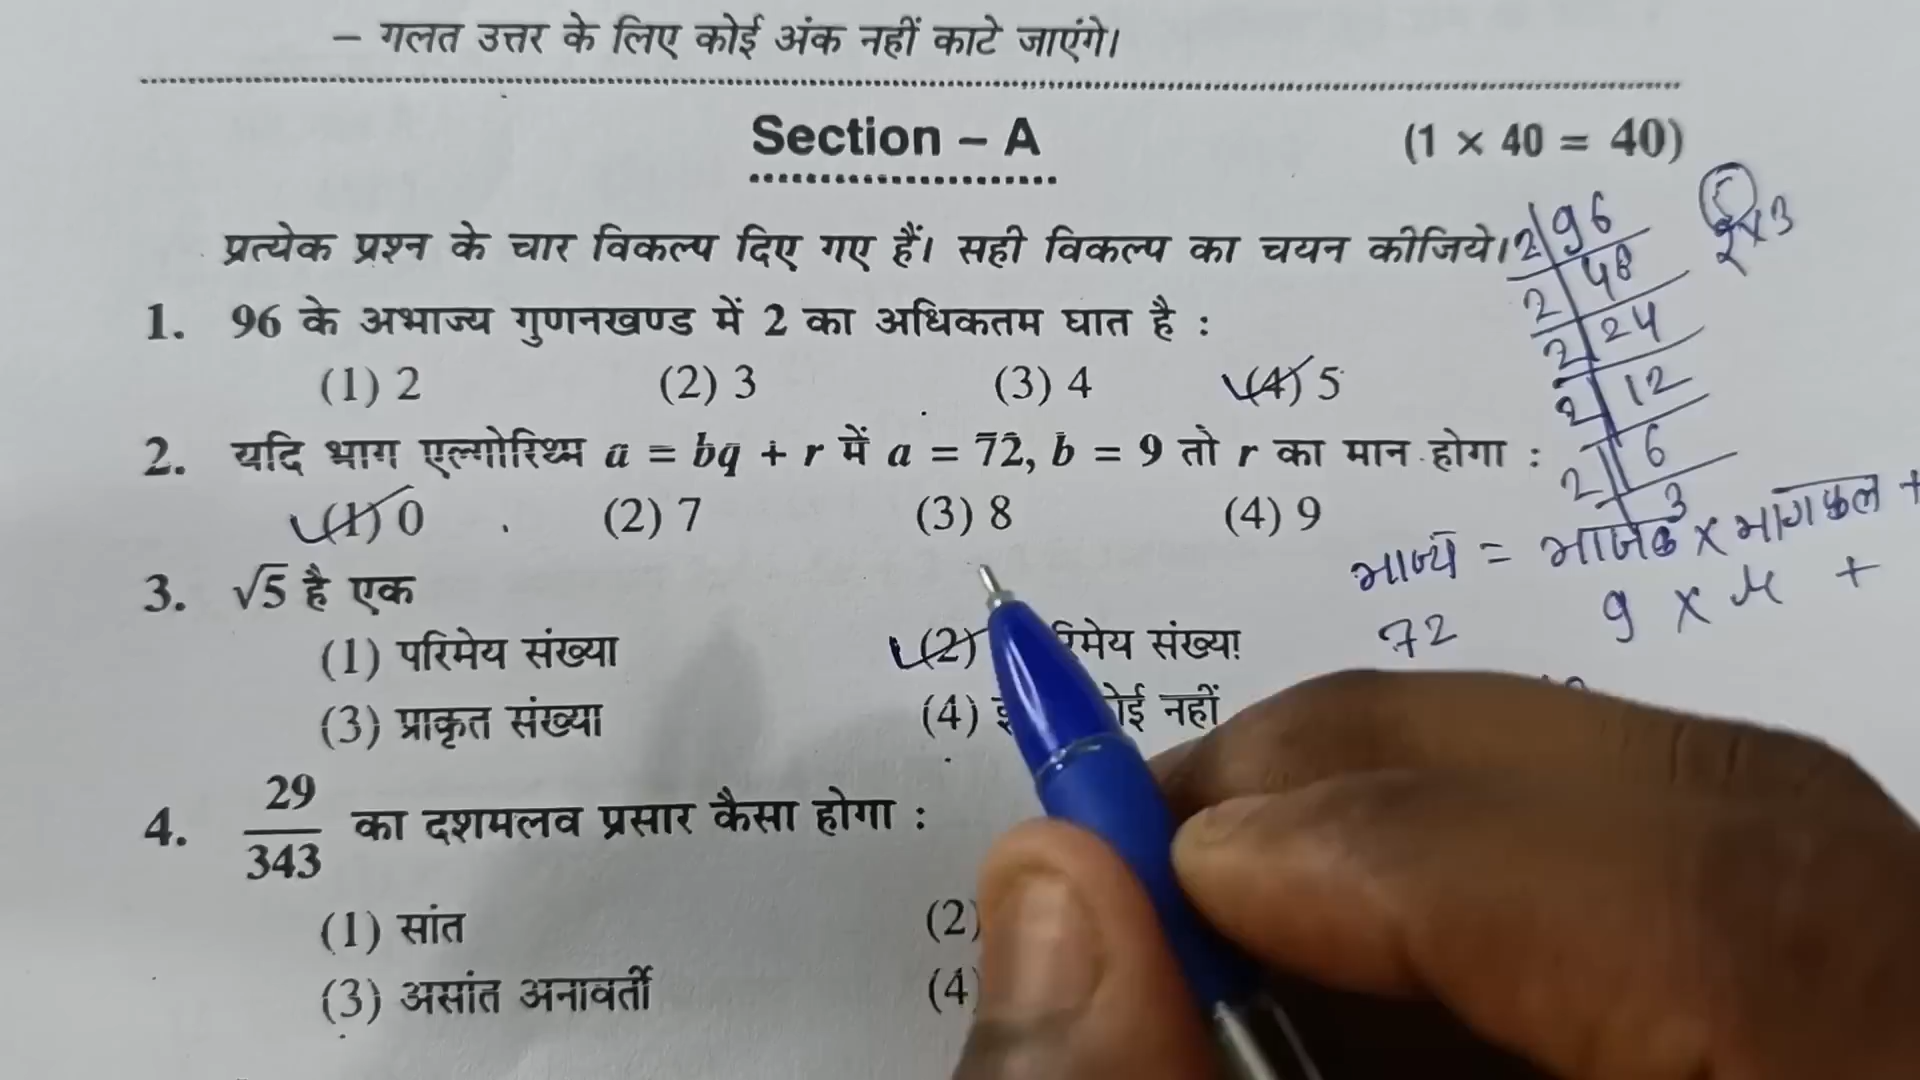 – गलत उत्तर के लिए कोई अंक नहीं काटे जाएंगे।
Section – A (1 × 40 = 40)
प्रत्येक प्रश्न के चार विकल्प दिए गए हैं। सही विकल्प का चयन कीजिये।
1. 96 के अभाज्य गुणनखण्ड में 2 का अधिकतम घात है :
(1) 2 (2) 3 (3) 4 (4) 5
2. यदि भाग एल्गोरिथ्म a = bq + r में a = 72, b = 9 तो r का मान होगा :
(1) 0 (2) 7 (3) 8 (4) 9
3. √5 है एक
(1) परिमेय संख्या (2) संख्या
(3) प्राकृत संख्या (4) नहीं
4. 29/343 का दशमलव प्रसार कैसा होगा :
(1) सांत (2)
(3) असांत अनावर्ती (4)
2 96
2 48
2 24
2 12
2 6
3
भाज्य = भाजक × भागफल +
72 9 × +